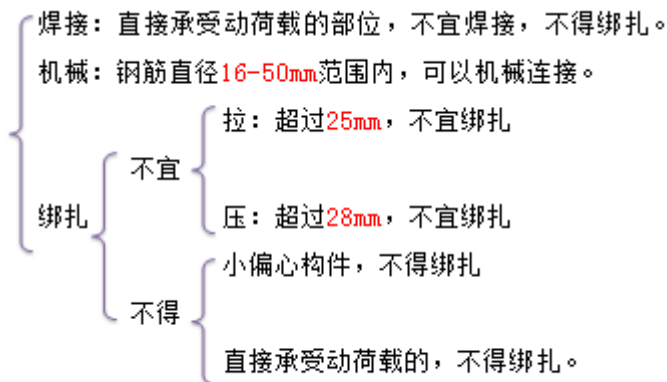 焊接：直接承受动荷载的部位，不宜焊接，不得绑扎。
机械：钢筋直径16-50mm范围内，可以机械连接。
绑扎
不宜
拉：超过25mm，不宜绑扎
压：超过28mm，不宜绑扎
不得
小偏心构件，不得绑扎
直接承受动荷载的，不得绑扎。